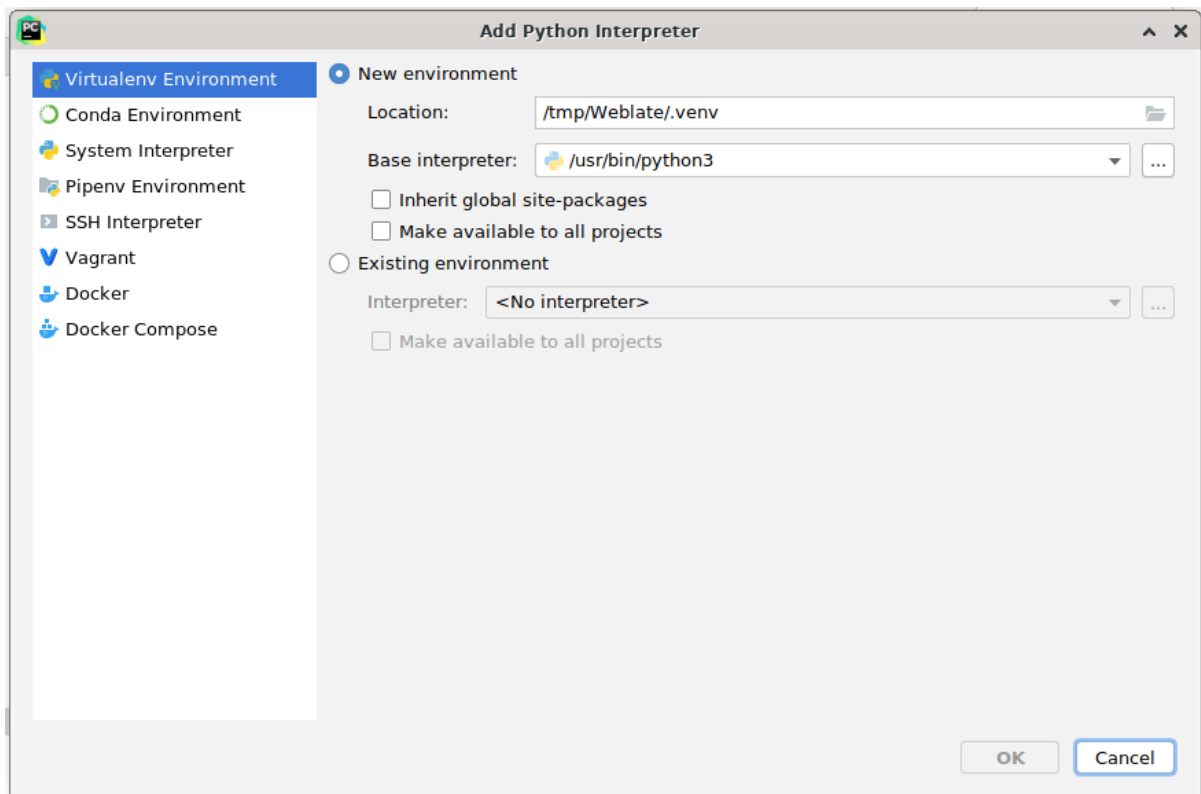 PC
Add Python Interpreter
Virtualenv Environment
Conda Environment
System Interpreter
Pipenv Environment
SSH Interpreter
Vagrant
Docker
Docker Compose
New environment
Location: /tmp/Weblate/.venv
Base interpreter: /usr/bin/python3 ...
Inherit global site-packages
Make available to all projects
Existing environment
Interpreter: <No interpreter> ...
Make available to all projects
OK Cancel